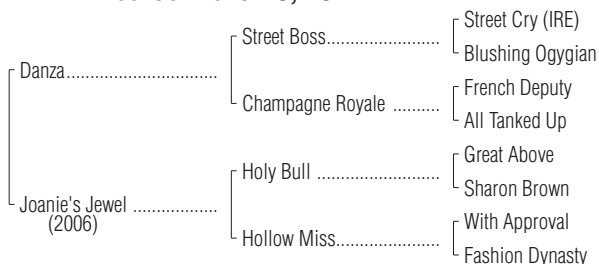 Street Cry (IRE)
Street Boss
Blushing Ogygian
Danza
French Deputy
Champagne Royale
All Tanked Up
Great Above
Holy Bull
Sharon Brown
Joanie's Jewel
(2006)
With Approval
Hollow Miss
Fashion Dynasty